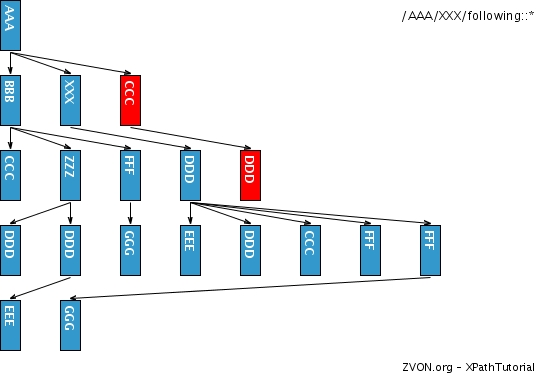 /AAA/XXX/following::*
AAA
BBB XXX CCC
CCC ZZZ FFF DDD DDD
DDD DDD GGG EEE DDD CCC FFF FFF
EEE GGG
ZVON.org – XPathTutorial